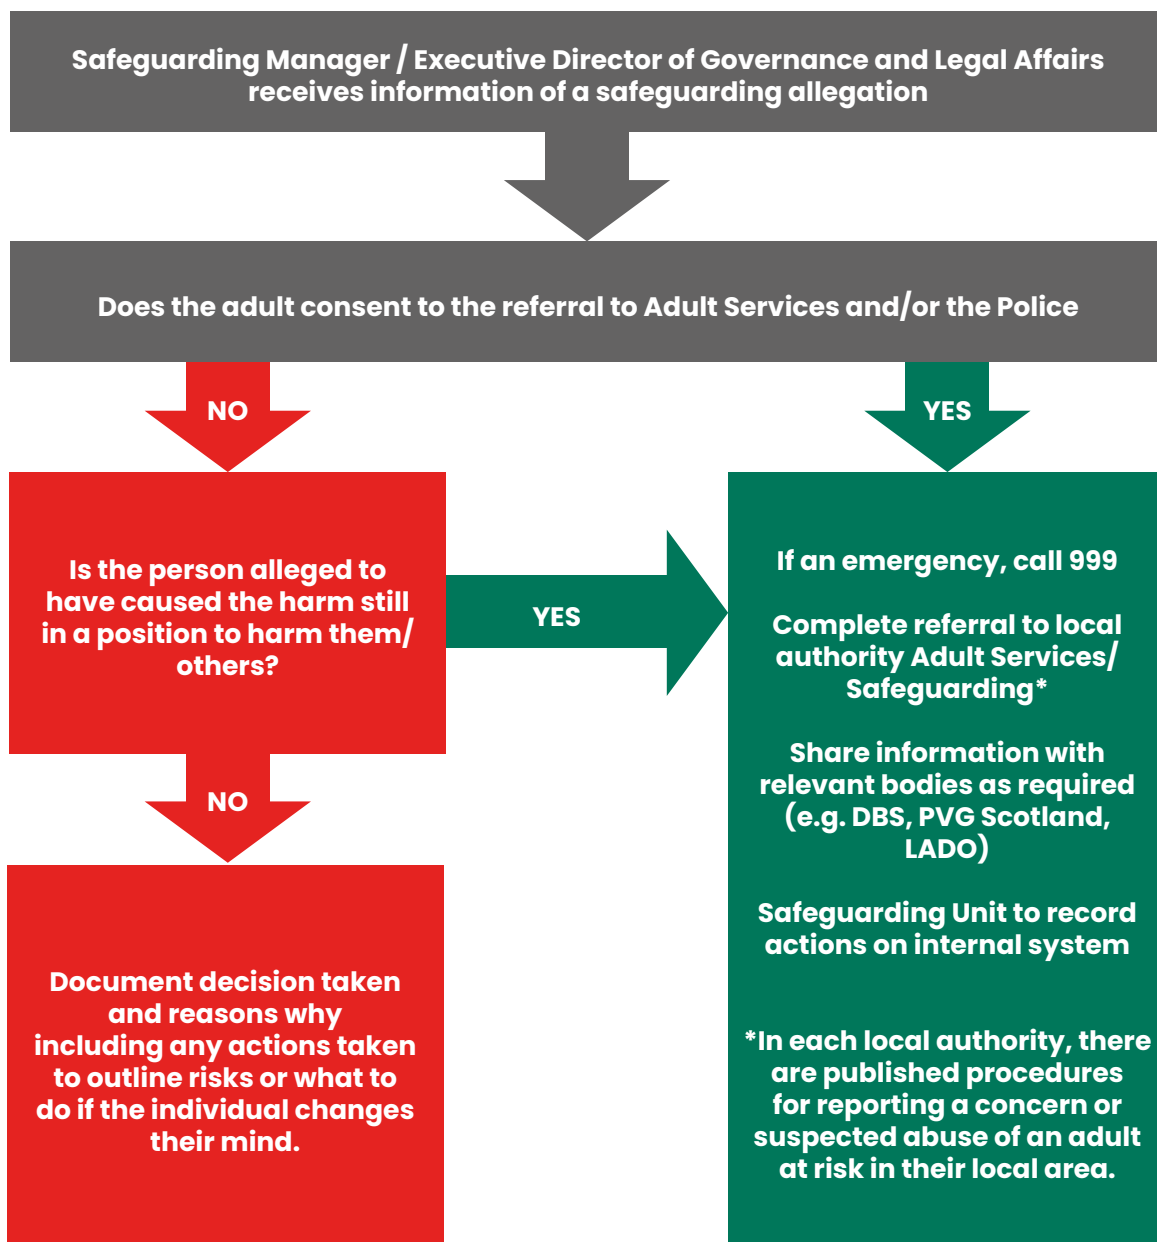 Safeguarding Manager / Executive Director of Governance and Legal Affairs
receives information of a safeguarding allegation
Does the adult consent to the referral to Adult Services and/or the Police
NO
YES
Is the person alleged to
have caused the harm still
in a position to harm them/
others?
YES
If an emergency, call 999
Complete referral to local
authority Adult Services/
Safeguarding*
Share information with
relevant bodies as required
(e.g. DBS, PVG Scotland,
LADO)
Safeguarding Unit to record
actions on internal system
*In each local authority, there
are published procedures
for reporting a concern or
suspected abuse of an adult
at risk in their local area.
NO
Document decision taken
and reasons why
including any actions taken
to outline risks or what to
do if the individual changes
their mind.